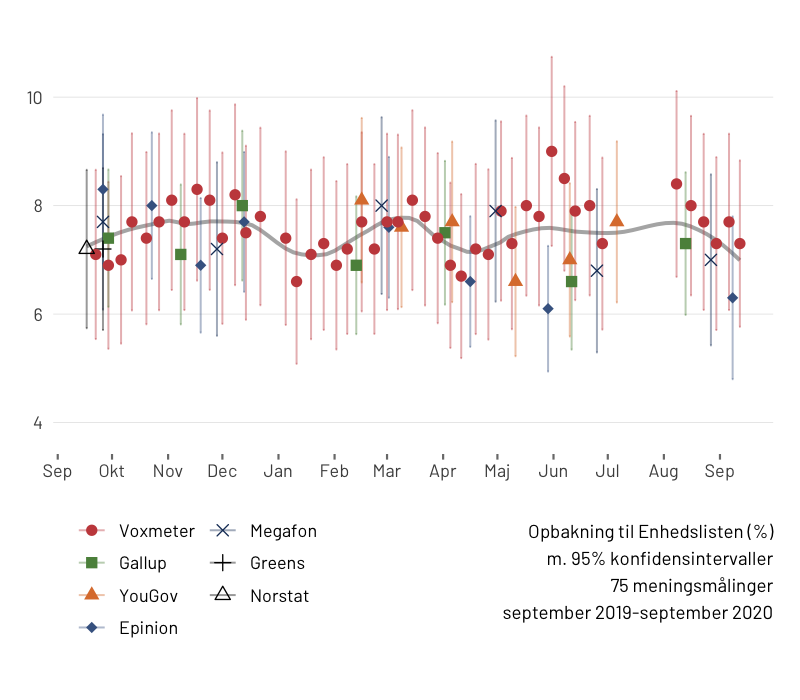 10
8
6
4
Sep Okt Nov Dec Jan Feb Mar Apr Maj Jun Jul Aug Sep
Voxmeter
Gallup
YouGov
Epinion
Megafon
Greens
Norstat
Opbakning til Enhedslisten (%)
m. 95% konfidensintervaller
75 meningsmålinger
september 2019-september 2020